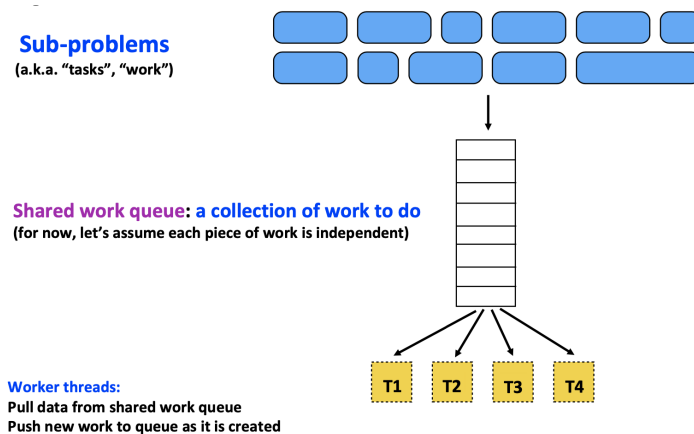 Sub-problems
(a.k.a. “tasks”, “work”)
Shared work queue: a collection of work to do
(for now, let’s assume each piece of work is independent)
T1 T2 T3 T4
Worker threads:
Pull data from shared work queue
Push new work to queue as it is created